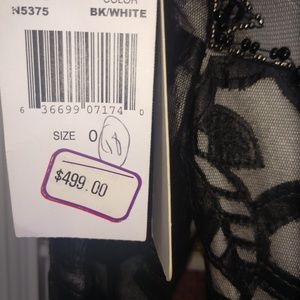 COLOR
N5375 BK/WHITE
6 36699 07174 0
SIZE 0
$499.00